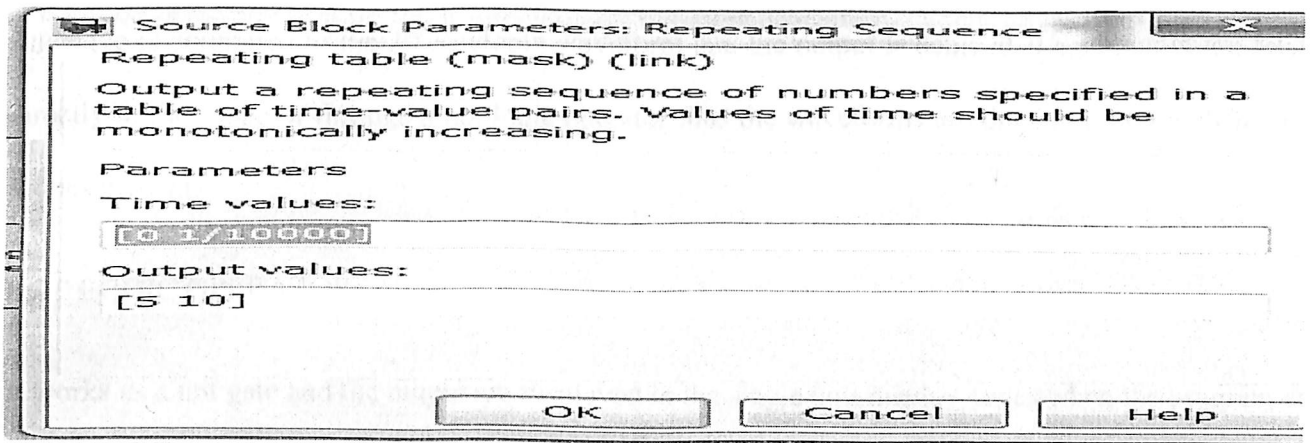 Source Block Parameters: Repeating Sequence
Repeating table (mask) (link)
Output a repeating sequence of numbers specified in a
table of time-value pairs. Values of time should be
monotonically increasing.
Parameters
Time values:
[0 1/10000]
Output values:
[5 10]
OK Cancel Help